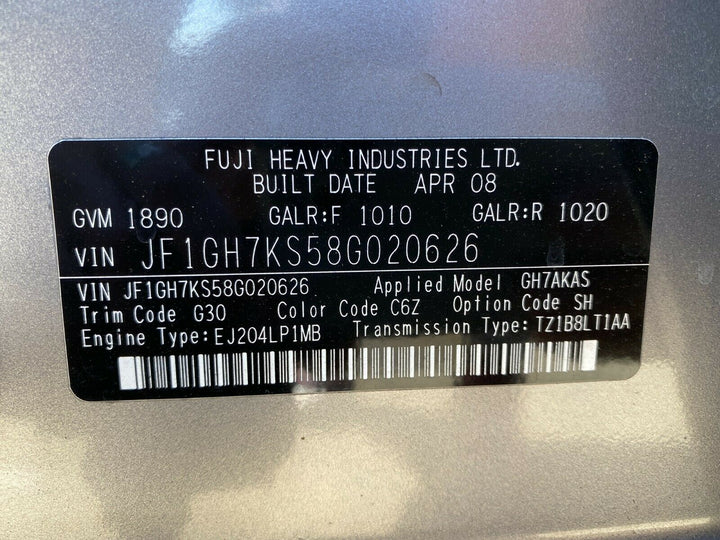 FUJI HEAVY INDUSTRIES LTD.
BUILT DATE APR 08
GVM 1890 GALR:F 1010 GALR:R 1020
VIN JF1GH7KS58G020626
VIN JF1GH7KS58G020626 Applied Model GH7AKAS
Trim Code G30 Color Code C6Z Option Code SH
Engine Type:EJ204LP1MB Transmission Type:TZ1B8LT1AA